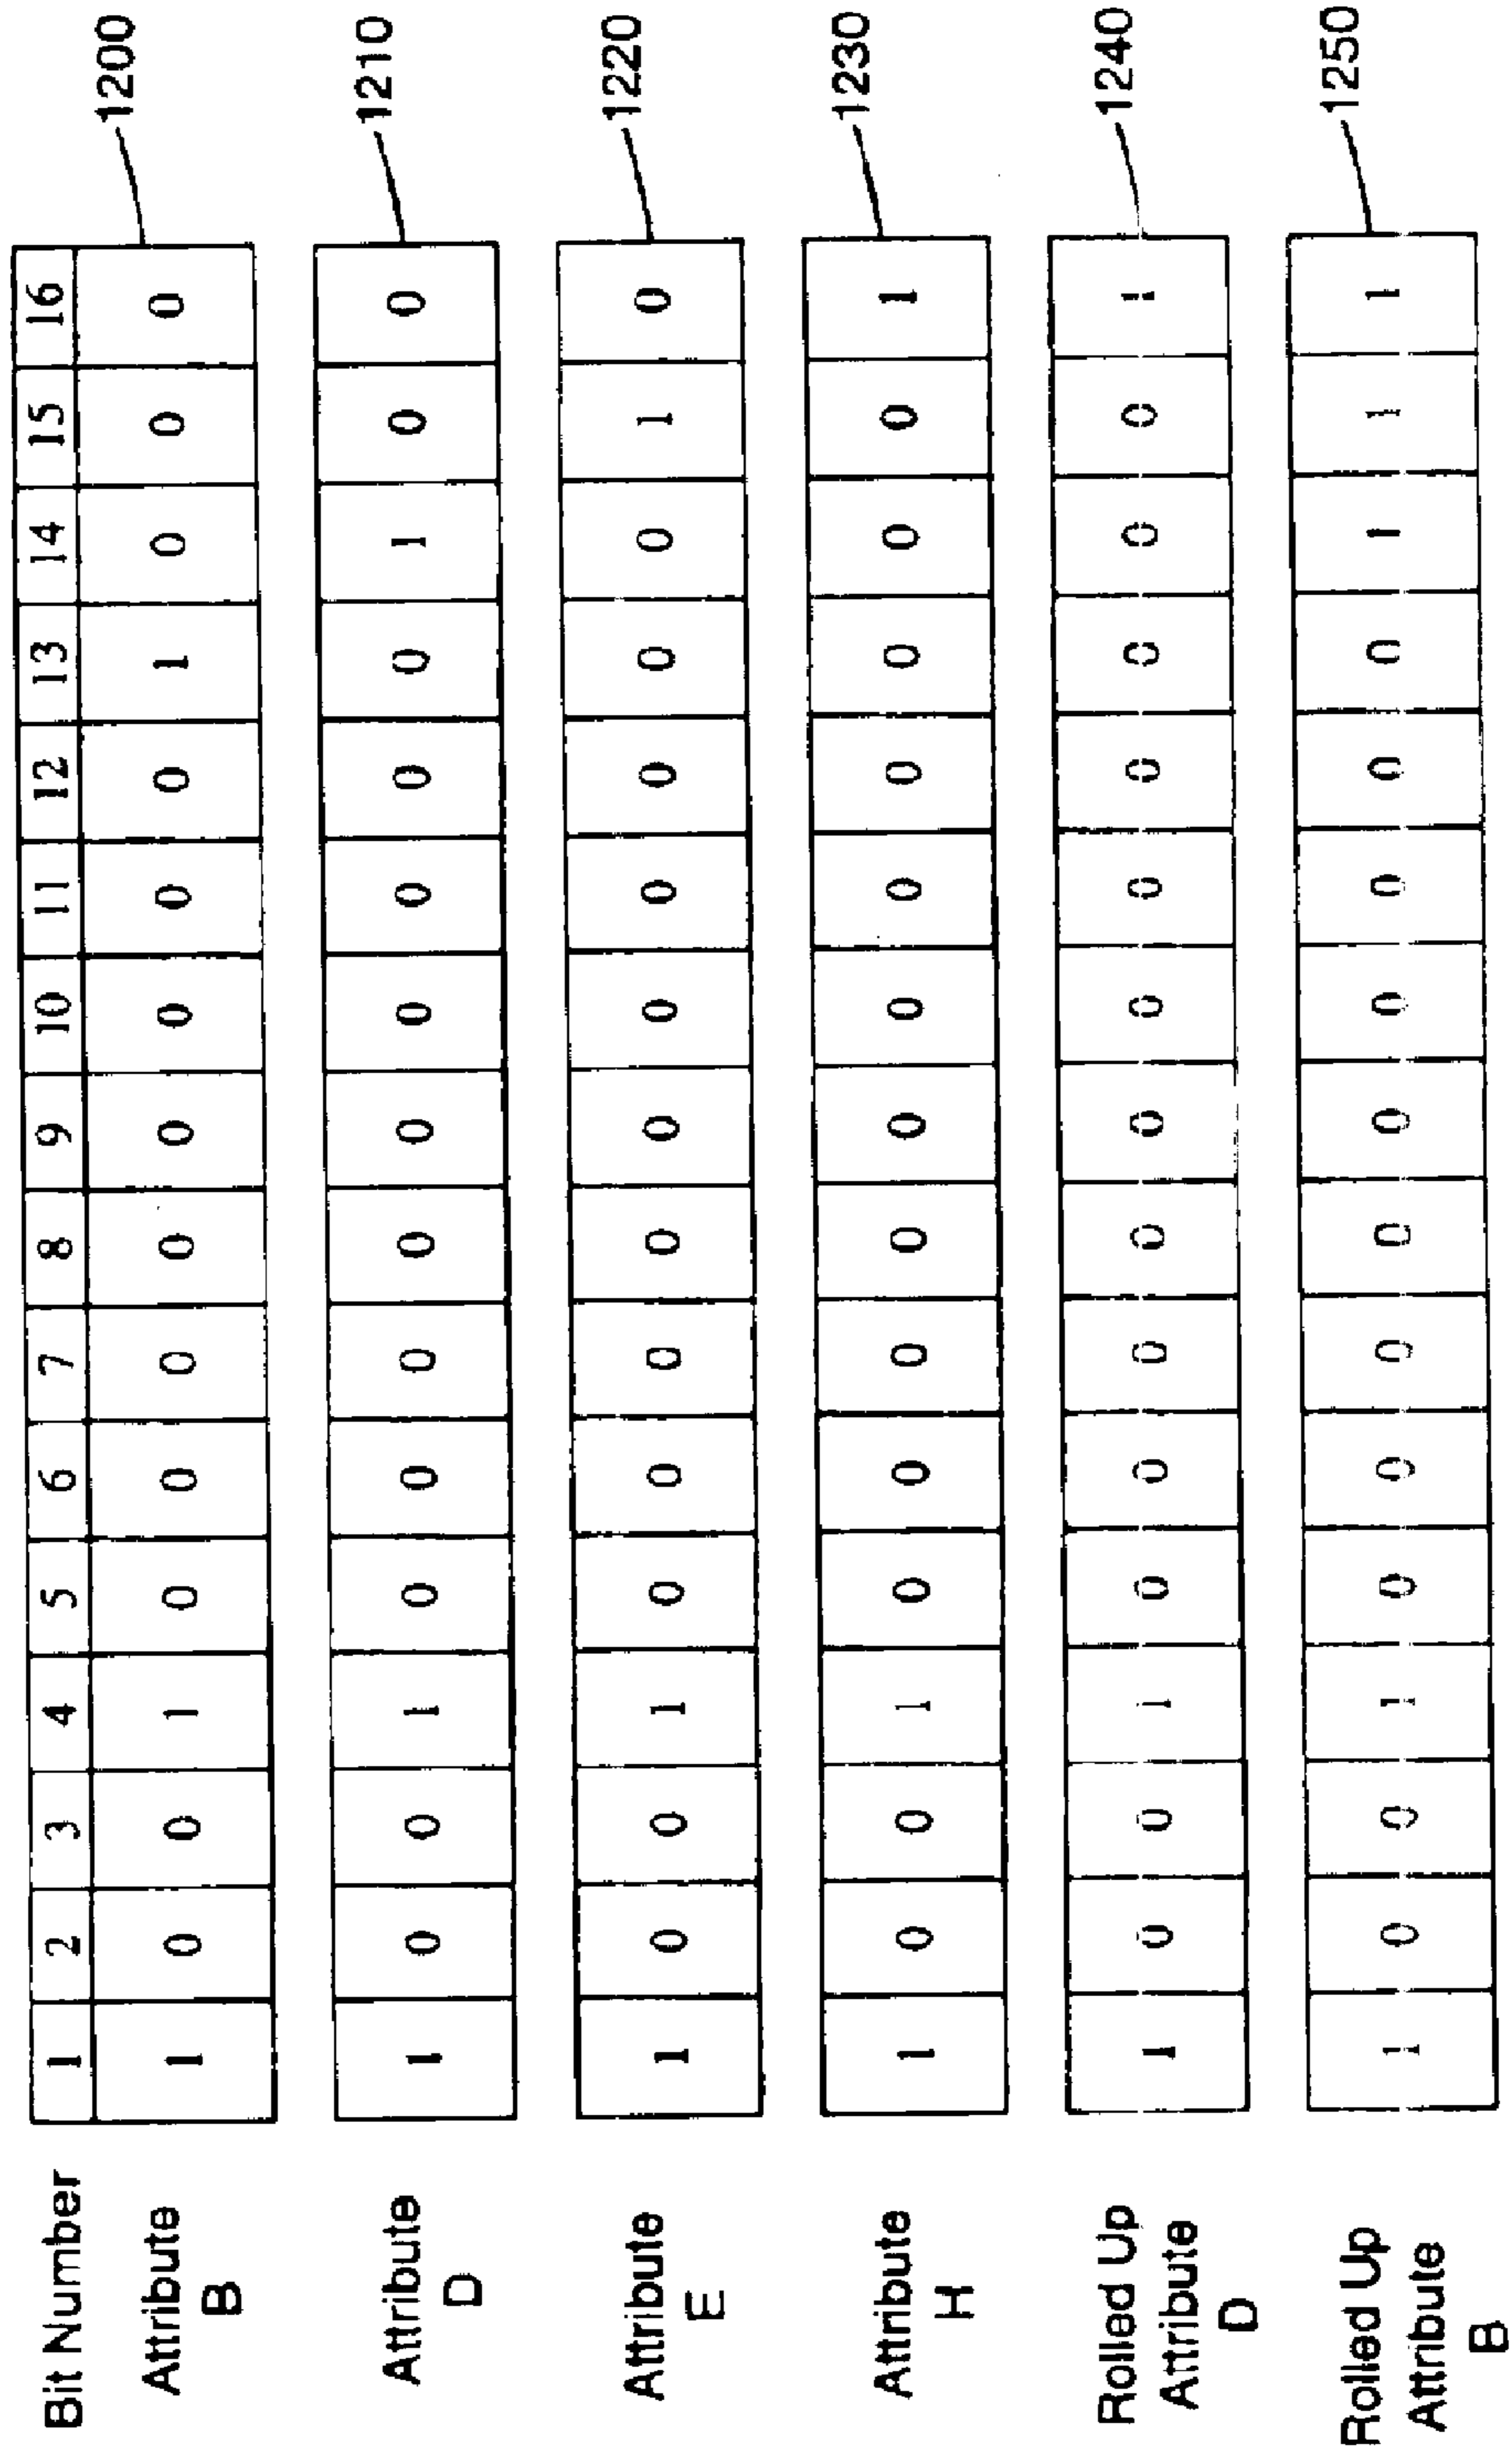 Bit Number 1 2 3 4 5 6 7 8 9 10 11 12 13 14 15 16
Attribute B 1 0 0 1 0 0 0 0 0 0 0 0 1 0 0 0 1200
Attribute D 1 0 0 1 0 0 0 0 0 0 0 0 0 1 0 0 1210
Attribute E 1 0 0 1 0 0 0 0 0 0 0 0 0 0 1 0 1220
Attribute H 1 0 0 1 0 0 0 0 0 0 0 0 0 0 0 1 1230
Rolled Up Attribute D 1 0 0 1 0 0 0 0 0 0 0 0 0 0 0 1 1240
Rolled Up Attribute B 1 0 0 1 0 0 0 0 0 0 0 0 0 1 1 1 1250